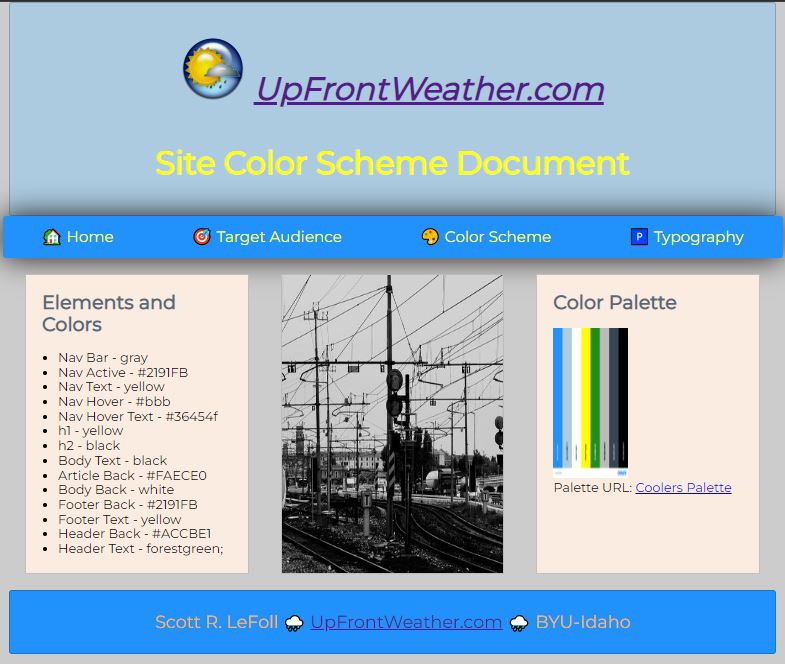 UpFrontWeather.com
Site Color Scheme Document
Home Target Audience Color Scheme P Typography
Elements and
Colors
Nav Bar - gray
Nav Active - #2191FB
Nav Text - yellow
Nav Hover - #bbb
Nav Hover Text - #36454f
h1 - yellow
h2 - black
Body Text - black
Article Back - #FAECE0
Body Back - white
Footer Back - #2191FB
Footer Text - yellow
Header Back - #ACCBE1
Header Text - forestgreen;
Color Palette
Palette URL: Coolers Palette
Scott R. LeFoll UpFrontWeather.com BYU-Idaho